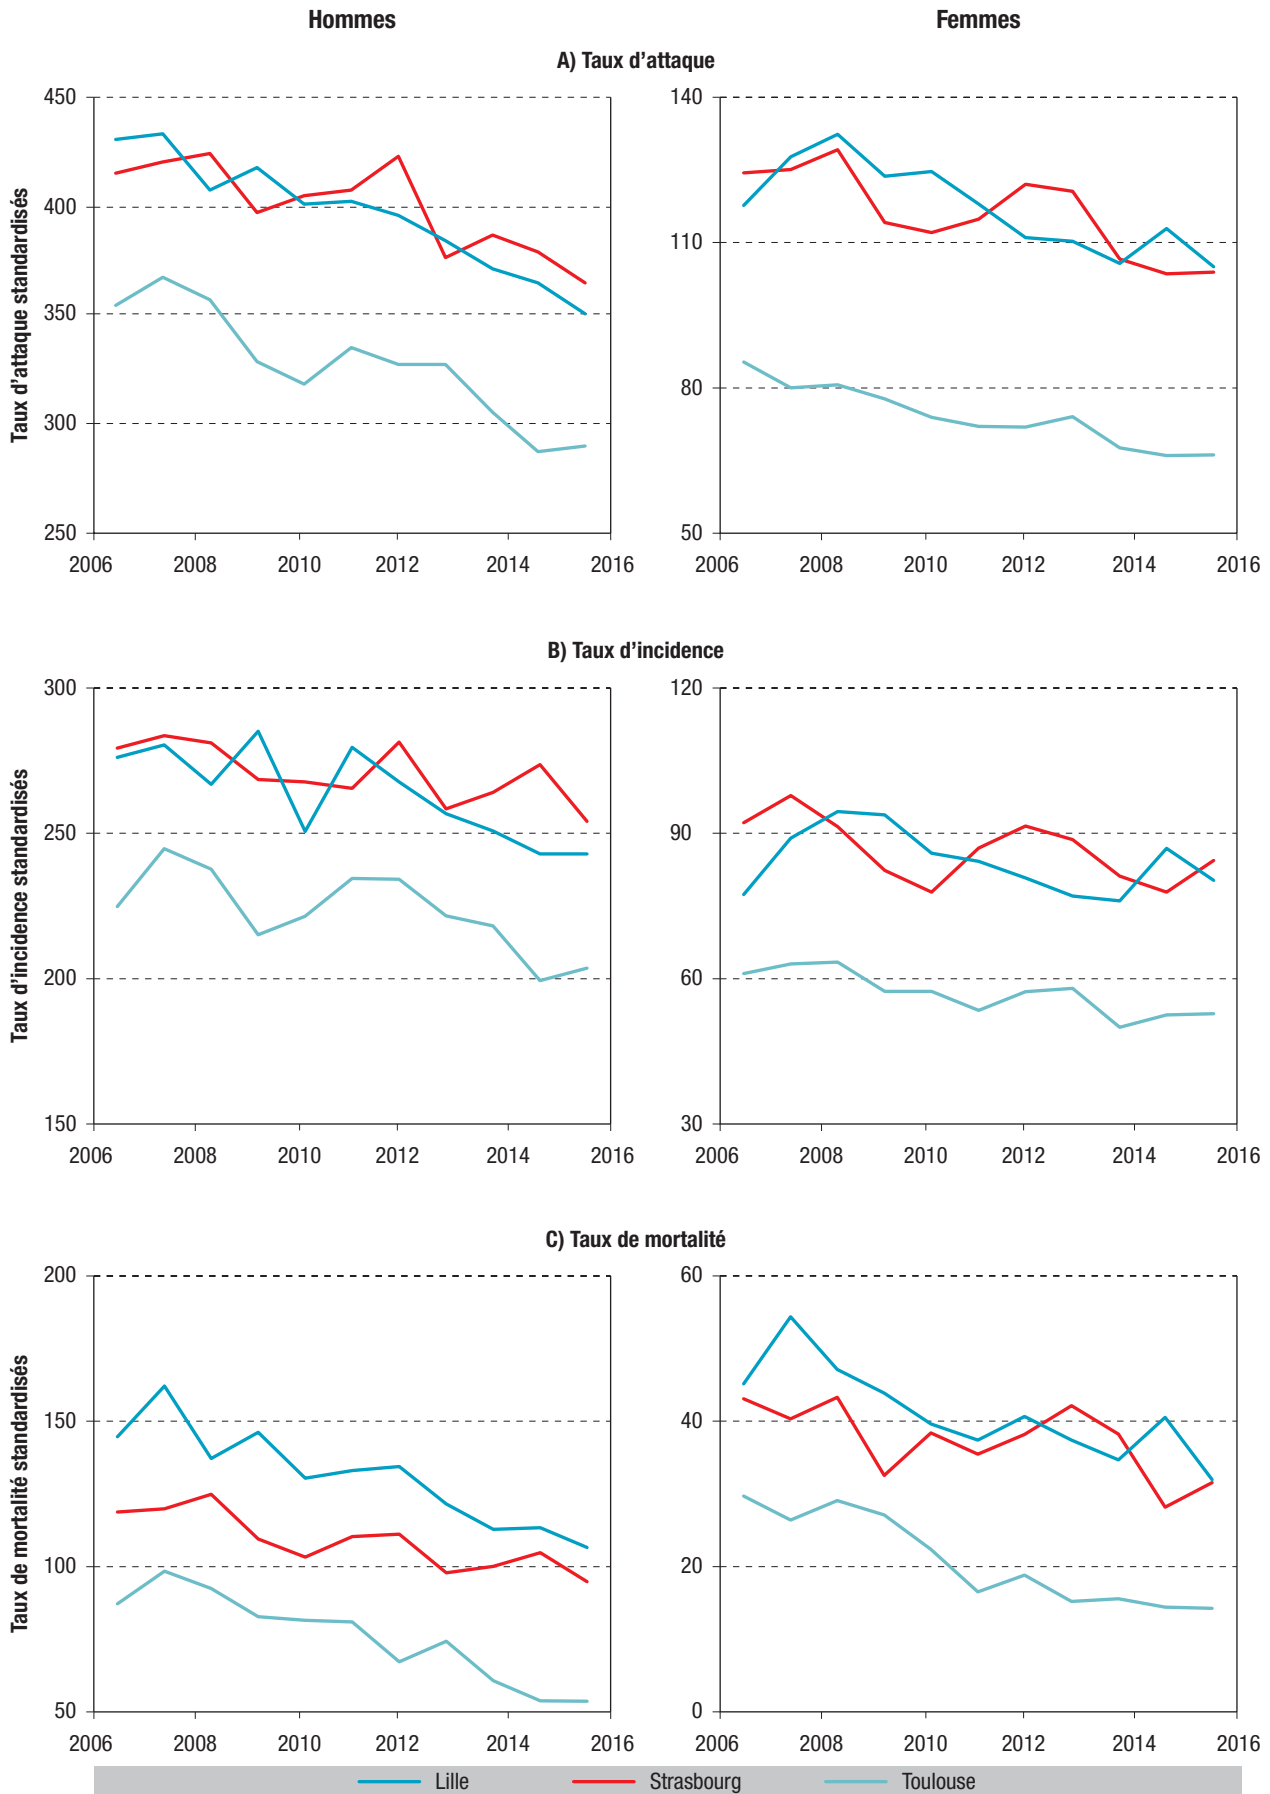 Hommes
Femmes
A) Taux d'attaque
Taux d'attaque standardisés
450
400
350
300
250
2006 2008 2010 2012 2014 2016
140
110
80
50
2006 2008 2010 2012 2014 2016
B) Taux d'incidence
Taux d'incidence standardisés
300
250
200
150
2006 2008 2010 2012 2014 2016
120
90
60
30
2006 2008 2010 2012 2014 2016
C) Taux de mortalité
Taux de mortalité standardisés
200
150
100
50
2006 2008 2010 2012 2014 2016
60
40
20
0
2006 2008 2010 2012 2014 2016
Lille Strasbourg Toulouse